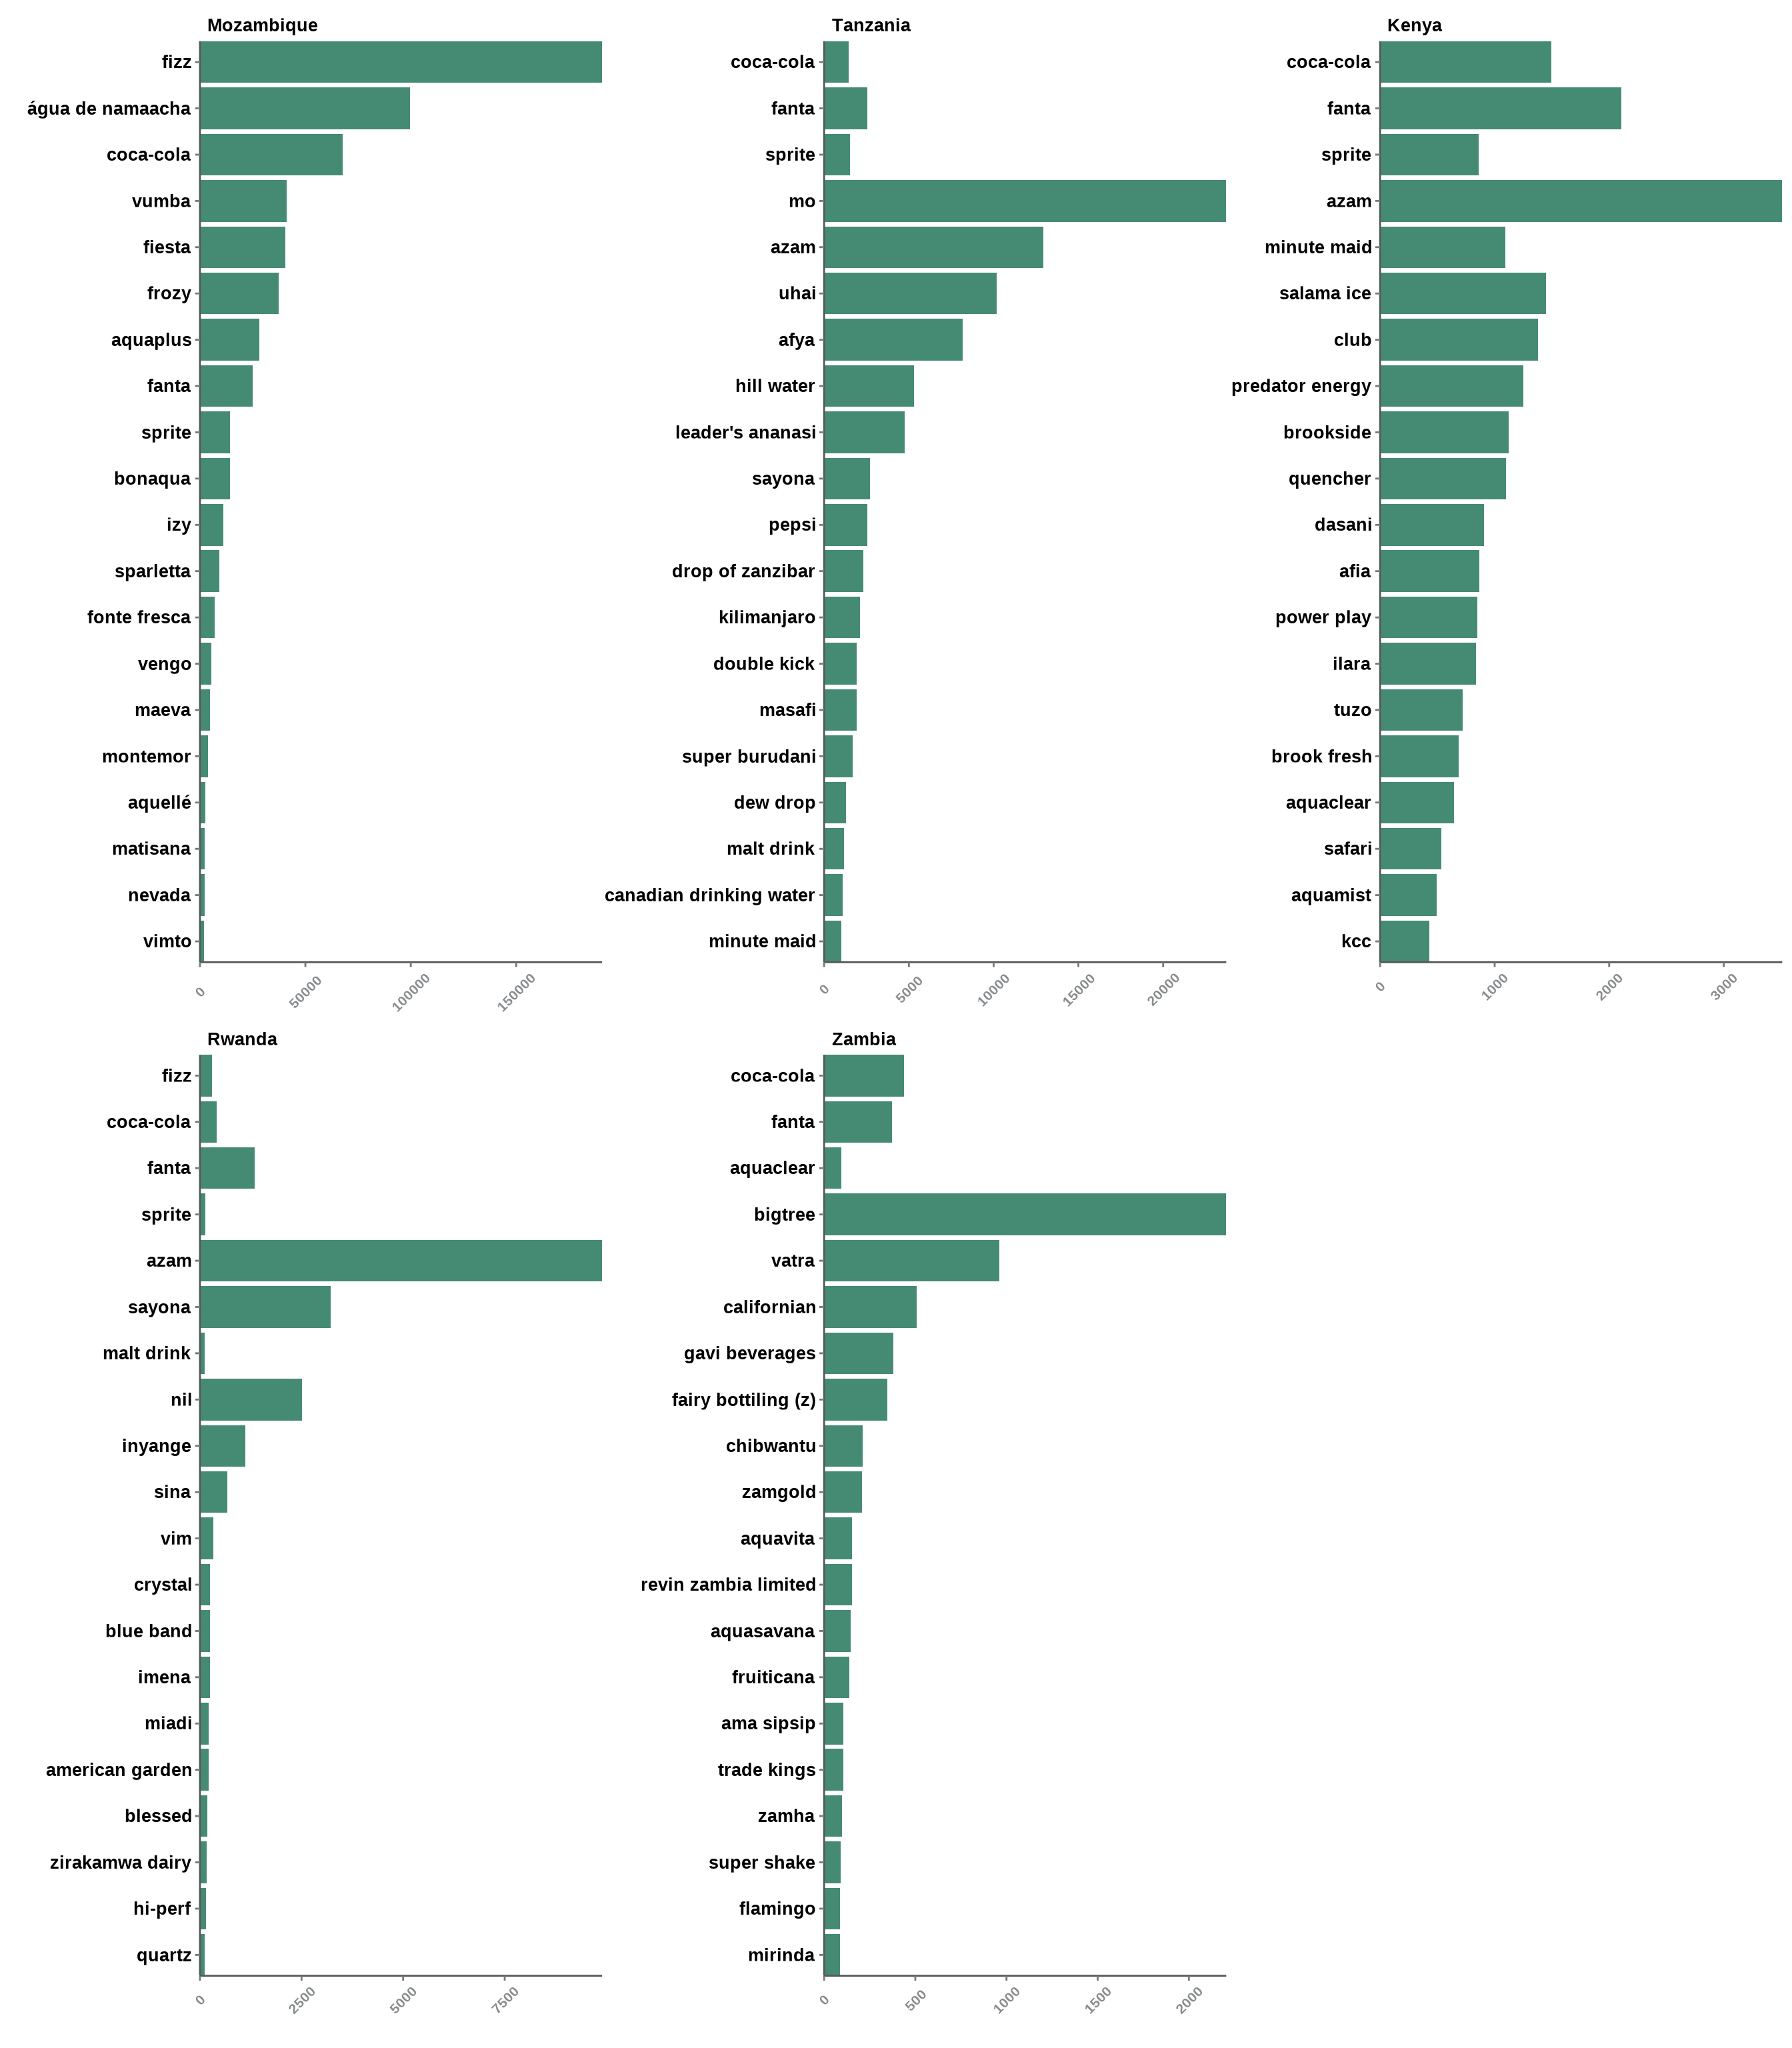 Mozambique
fizz
água de namaacha
coca-cola
vumba
fiesta
frozy
aquaplus
fanta
sprite
bonaqua
izy
sparletta
fonte fresca
vengo
maeva
montemor
aquellé
matisana
nevada
vimto
0 50000 100000 150000
Tanzania
coca-cola
fanta
sprite
mo
azam
uhai
afya
hill water
leader's ananasi
sayona
pepsi
drop of zanzibar
kilimanjaro
double kick
masafi
super burudani
dew drop
malt drink
canadian drinking water
minute maid
0 5000 10000 15000 20000
Kenya
coca-cola
fanta
sprite
azam
minute maid
salama ice
club
predator energy
brookside
quencher
dasani
afia
power play
ilara
tuzo
brook fresh
aquaclear
safari
aquamist
kcc
0 1000 2000 3000
Rwanda
fizz
coca-cola
fanta
sprite
azam
sayona
malt drink
nil
inyange
sina
vim
crystal
blue band
imena
miadi
american garden
blessed
zirakamwa dairy
hi-perf
quartz
0 2500 5000 7500
Zambia
coca-cola
fanta
aquaclear
bigtree
vatra
californian
gavi beverages
fairy bottiling (z)
chibwantu
zamgold
aquavita
revin zambia limited
aquasavana
fruiticana
ama sipsip
trade kings
zamha
super shake
flamingo
mirinda
0 500 1000 1500 2000